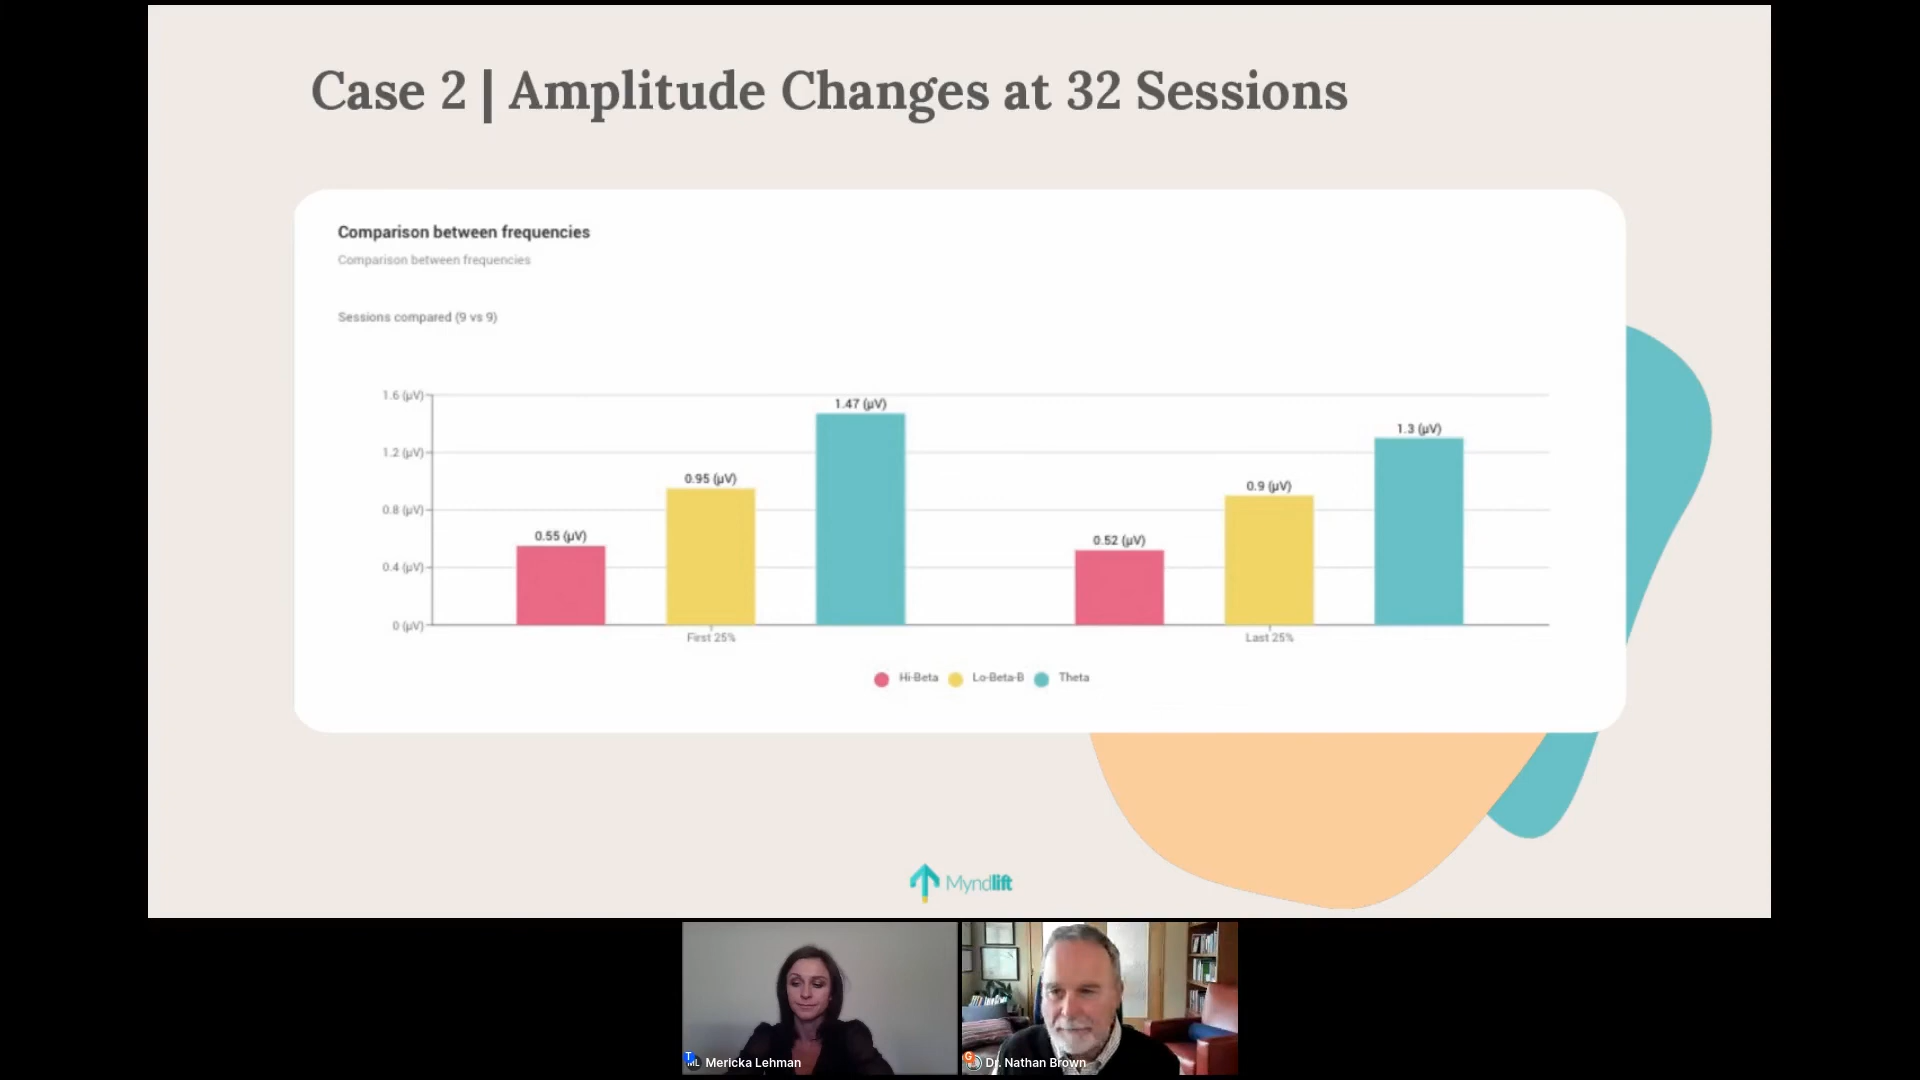 Case 2 | Amplitude Changes at 32 Sessions
Comparison between frequencies
Comparison between frequencies
Sessions compared (9 vs 9)
1.6 (µV)
1.2 (µV)
0.8 (µV)
0.4 (µV)
0 (µV)
0.55 (µV)
0.95 (µV)
1.47 (µV)
0.52 (µV)
0.9 (µV)
1.3 (µV)
First 25%
Last 25%
Hi-Beta Lo-Beta-B Theta
Myndlift
T
ML Mericka Lehman
G
Dr. Nathan Brown